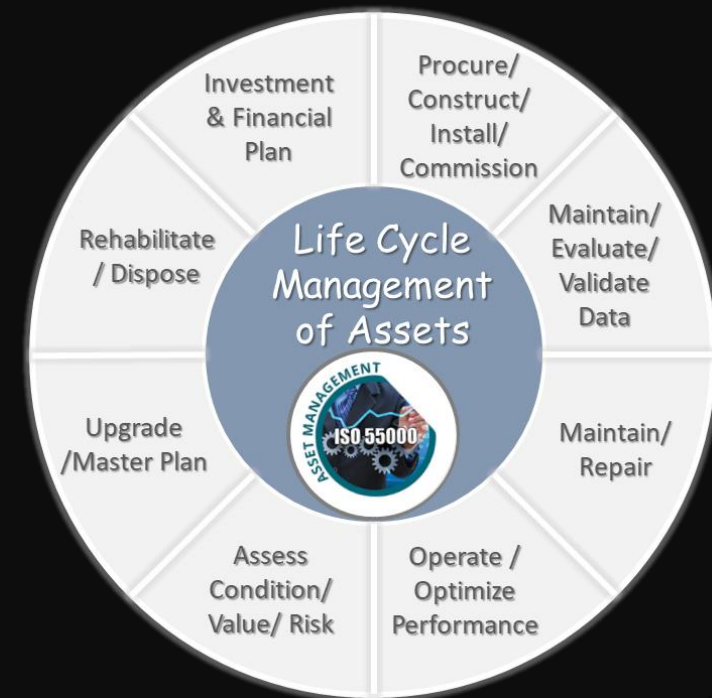 Investment
& Financial
Plan
Procure/
Construct/
Install/
Commission
Maintain/
Evaluate/
Validate
Data
Maintain/
Repair
Operate /
Optimize
Performance
Assess
Condition/
Value/ Risk
Upgrade
/Master Plan
Rehabilitate
/ Dispose
Life Cycle
Management
of Assets
ASSET MANAGEMENT
ISO 55000